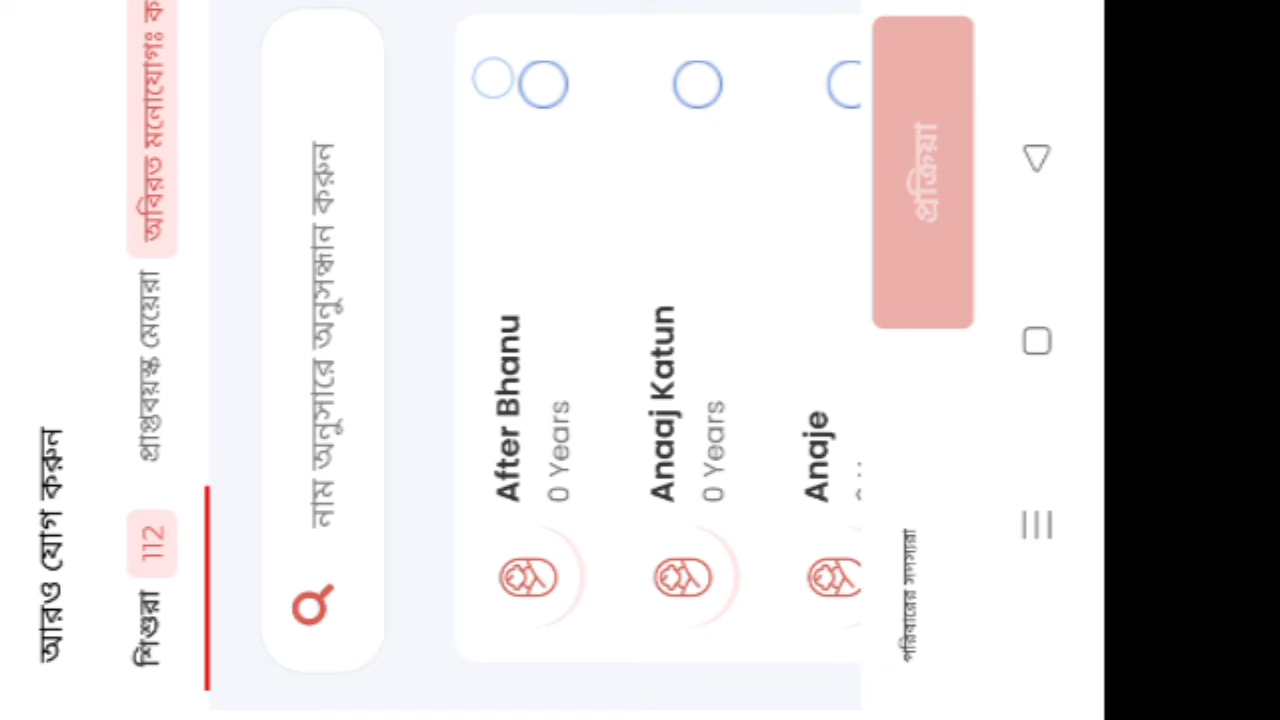 আরও যোগ করুন
শিশুরা 112 প্রাপ্তবয়স্ক মেয়েরা অবিরত মনোযোগঃ
নাম অনুসারে অনুসন্ধান করুন
After Bhanu
0 Years
Anaaj Katun
0 Years
Anaje
পরিবারের সদস্যরা
প্রক্রিয়া